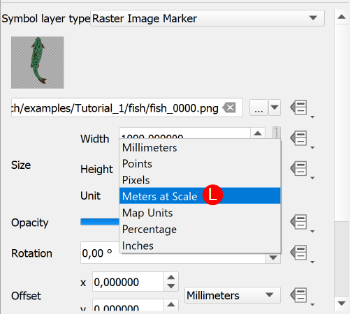 Symbol layer type Raster Image Marker
ch/examples/Tutorial_1/fish/fish_0000.png ...
Width 1000,000000
Millimeters
Points
Size
Height
Pixels
Unit
Meters at Scale L
Map Units
Opacity
Percentage
Inches
Rotation 0,00 °
x 0,000000
Offset Millimeters
y 0,000000